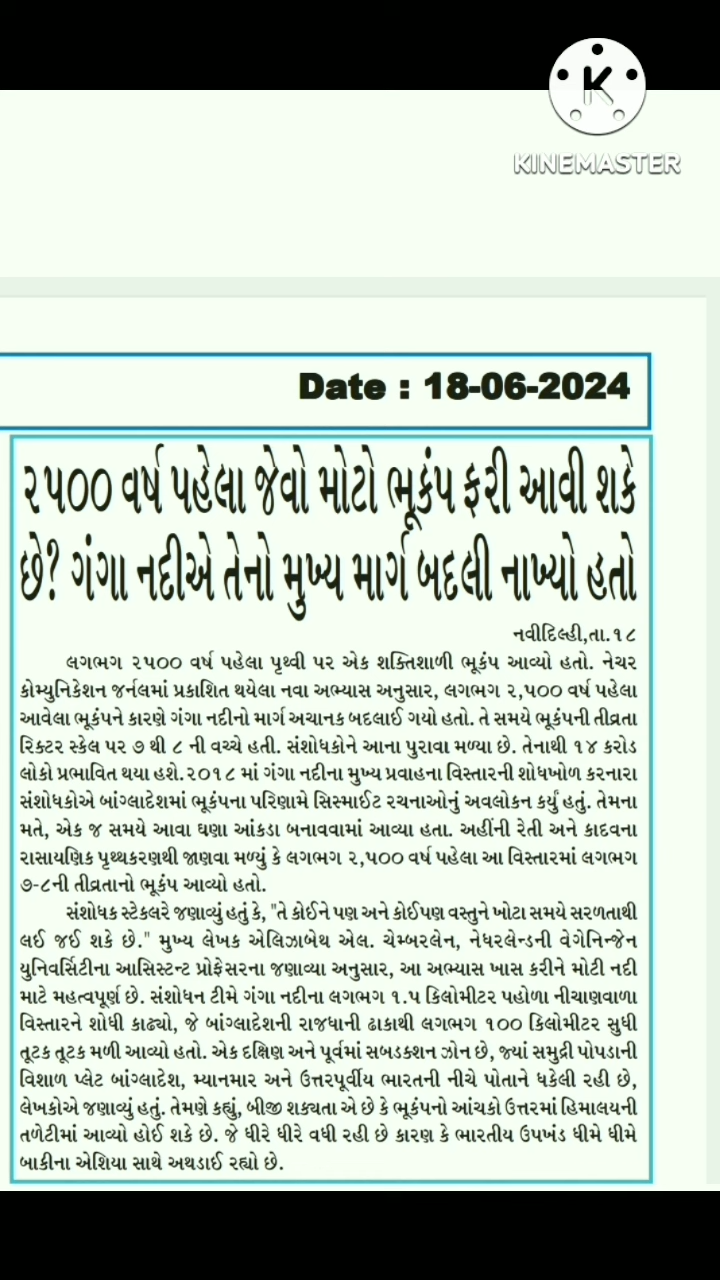 KINEMASTER
Date : 18-06-2024
૨૫૦૦ વર્ષ પહેલા જેવો મોટો ભૂકંપ ફરી આવી શકે
છે? ગંગા નદીએ તેનો મુખ્ય માર્ગ બદલી નાખ્યો હતો
નવીદિલ્હી,તા.૧૮
લગભગ ૨૫૦૦ વર્ષ પહેલા પૃથ્વી પર એક શક્તિશાળી ભૂકંપ આવ્યો હતો. નેચર
કોમ્યુનિકેશન જર્નલમાં પ્રકાશિત થયેલા નવા અભ્યાસ અનુસાર, લગભગ ૨,૫૦૦ વર્ષ પહેલા
આવેલા ભૂકંપને કારણે ગંગા નદીનો માર્ગ અચાનક બદલાઈ ગયો હતો. તે સમયે ભૂકંપની તીવ્રતા
રિક્ટર સ્કેલ પર ૭ થી ૮ ની વચ્ચે હતી. સંશોધકોને આના પુરાવા મળ્યા છે. તેનાથી ૧૪ કરોડ
લોકો પ્રભાવિત થયા હશે.૨૦૧૮ માં ગંગા નદીના મુખ્ય પ્રવાહના વિસ્તારની શોધખોળ કરનારા
સંશોધકોએ બાંગ્લાદેશમાં ભૂકંપના પરિણામે સિસ્માઈટ રચનાઓનું અવલોકન કર્યું હતું. તેમના
મતે, એક જ સમયે આવા ઘણા આંકડા બનાવવામાં આવ્યા હતા. અહીંની રેતી અને કાદવના
રાસાયણિક પૃથ્થકરણથી જાણવા મળ્યું કે લગભગ ૨,૫૦૦ વર્ષ પહેલા આ વિસ્તારમાં લગભગ
૭-૮ની તીવ્રતાનો ભૂકંપ આવ્યો હતો.
સંશોધક સ્ટેકલરે જણાવ્યું હતું કે, "તે કોઈને પણ અને કોઈપણ વસ્તુને ખોટા સમયે સરળતાથી
લઈ જઈ શકે છે." મુખ્ય લેખક એલિઝાબેથ એલ. ચેમ્બરલેન, નેધરલેન્ડની વેગેનિન્જેન
યુનિવર્સિટીના આસિસ્ટન્ટ પ્રોફેસરના જણાવ્યા અનુસાર, આ અભ્યાસ ખાસ કરીને મોટી નદી
માટે મહત્વપૂર્ણ છે. સંશોધન ટીમે ગંગા નદીના લગભગ ૧.૫ કિલોમીટર પહોળા નીચાણવાળા
વિસ્તારને શોધી કાઢ્યો, જે બાંગ્લાદેશની રાજધાની ઢાકાથી લગભગ ૧૦૦ કિલોમીટર સુધી
તૂટક તૂટક મળી આવ્યો હતો. એક દક્ષિણ અને પૂર્વમાં સબડક્શન ઝોન છે, જ્યાં સમુદ્રી પોપડાની
વિશાળ પ્લેટ બાંગ્લાદેશ, મ્યાનમાર અને ઉત્તરપૂર્વીય ભારતની નીચે પોતાને ધકેલી રહી છે,
લેખકોએ જણાવ્યું હતું. તેમણે કહ્યું, બીજી શક્યતા એ છે કે ભૂકંપનો આંચકો ઉત્તરમાં હિમાલયની
તળેટીમાં આવ્યો હોઈ શકે છે. જે ધીરે ધીરે વધી રહી છે કારણ કે ભારતીય ઉપખંડ ધીમે ધીમે
બાકીના એશિયા સાથે અથડાઈ રહ્યો છે.